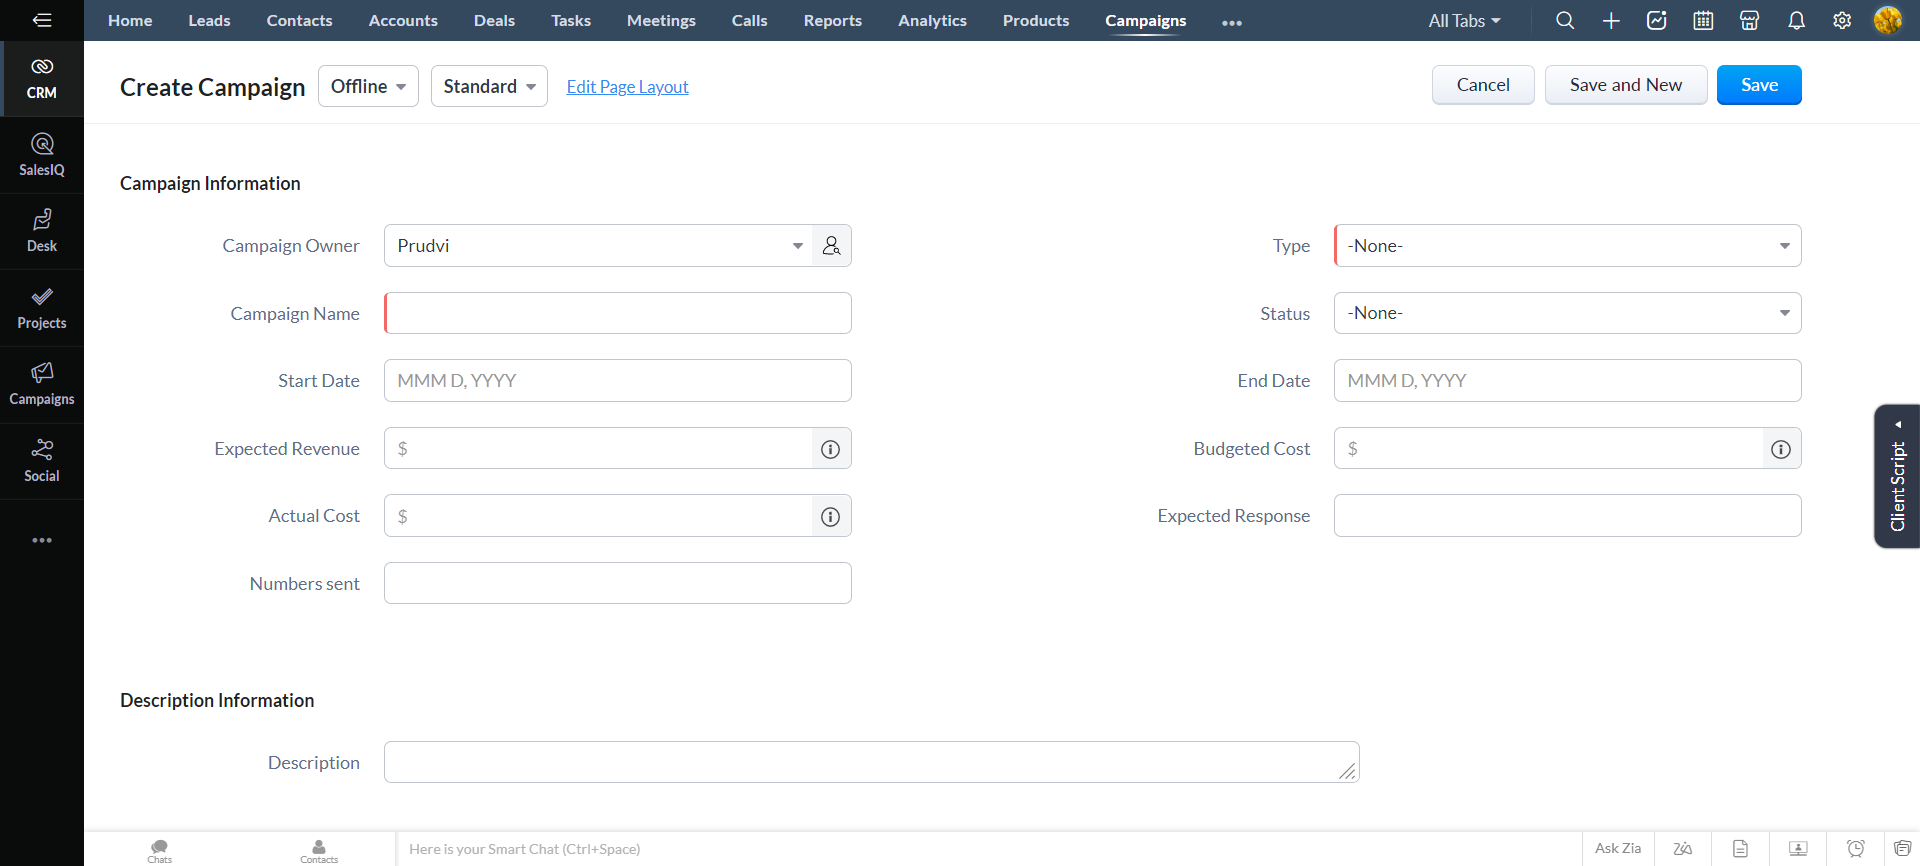 Home Leads Contacts Accounts Deals Tasks Meetings Calls Reports Analytics Products Campaigns ••• All Tabs
CRM
SalesIQ
Desk
Projects
Campaigns
Social
Create Campaign Offline Standard Edit Page Layout Cancel Save and New Save
Campaign Information
Campaign Owner Prudvi Type -None-
Campaign Name Status -None-
Start Date MMM D, YYYY End Date MMM D, YYYY
Expected Revenue $ Budgeted Cost $
Actual Cost $ Expected Response
Numbers sent
Client Script
Description Information
Description
Chats Contacts Here is your Smart Chat (Ctrl+Space) Ask Zia